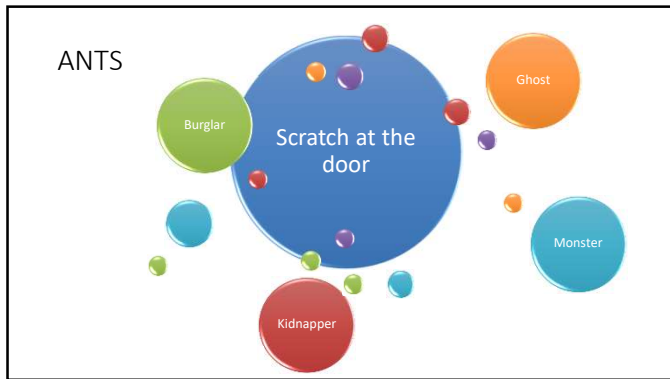 ANTS
Ghost
Burglar
Scratch at the
door
Monster
Kidnapper